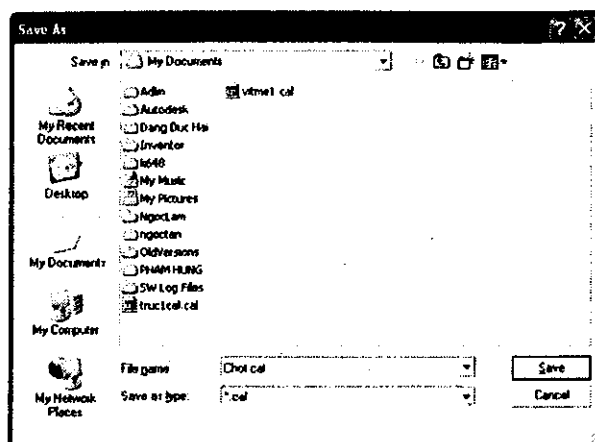 Save As
Save in: My Documents
Adlm
Autodesk
Dang Duc Hai
Inventor
k648
My Music
My Pictures
NgocLam
ngoctan
OldVersions
PHAM HUNG
SW Log Files
truc1cal.cal
vitme1.cal
My Recent Documents
Desktop
My Documents
My Computer
My Network Places
File name: Chot.cal
Save as type: *.cal
Save
Cancel